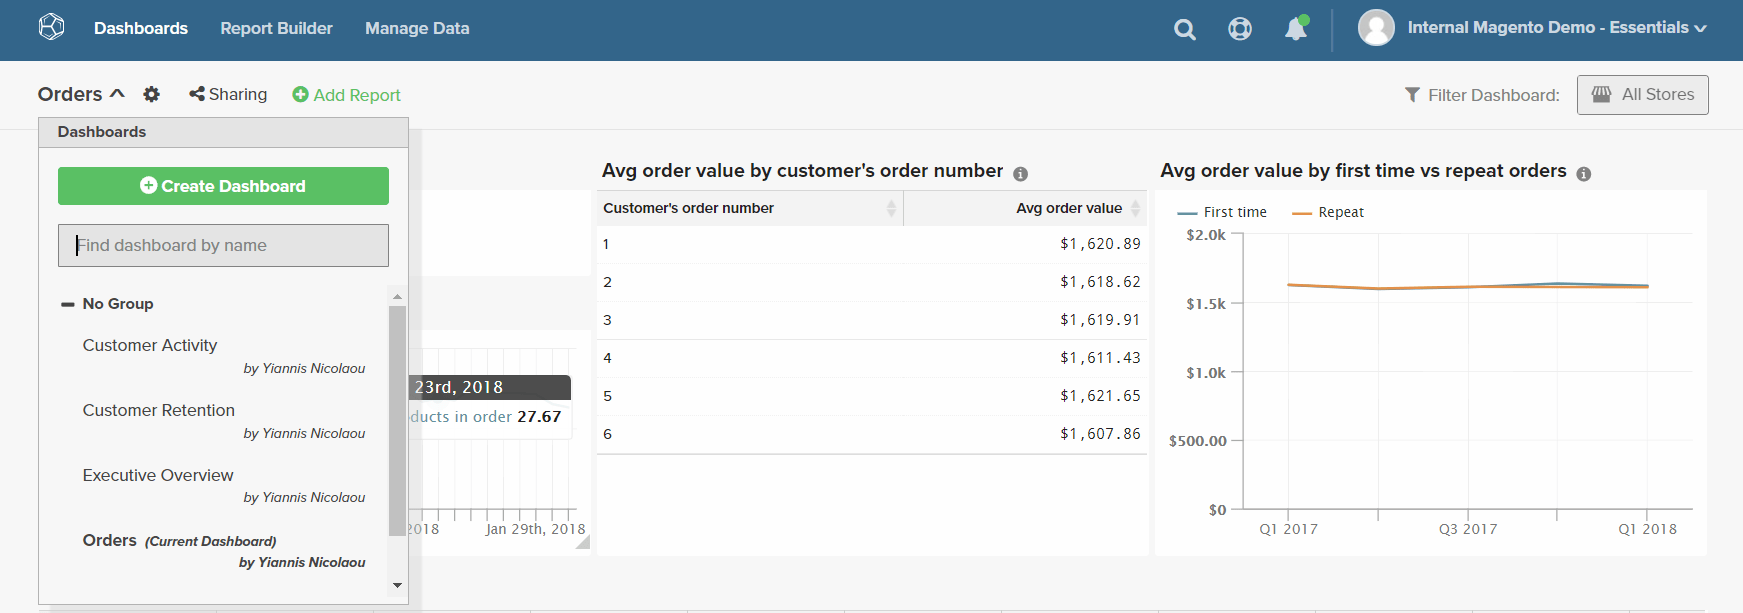 Dashboards Report Builder Manage Data Internal Magento Demo - Essentials
Orders Sharing Add Report Filter Dashboard: All Stores
Dashboards
Create Dashboard
Find dashboard by name
No Group
Customer Activity
by Yiannis Nicolaou
Customer Retention
by Yiannis Nicolaou
Executive Overview
by Yiannis Nicolaou
Orders (Current Dashboard)
by Yiannis Nicolaou
23rd, 2018
ducts in order 27.67
2018 Jan 29th, 2018
Avg order value by customer's order number
Customer's order number Avg order value
1 $1,620.89
2 $1,618.62
3 $1,619.91
4 $1,611.43
5 $1,621.65
6 $1,607.86
Avg order value by first time vs repeat orders
First time Repeat
$2.0k
$1.5k
$1.0k
$500.00
$0
Q1 2017 Q3 2017 Q1 2018